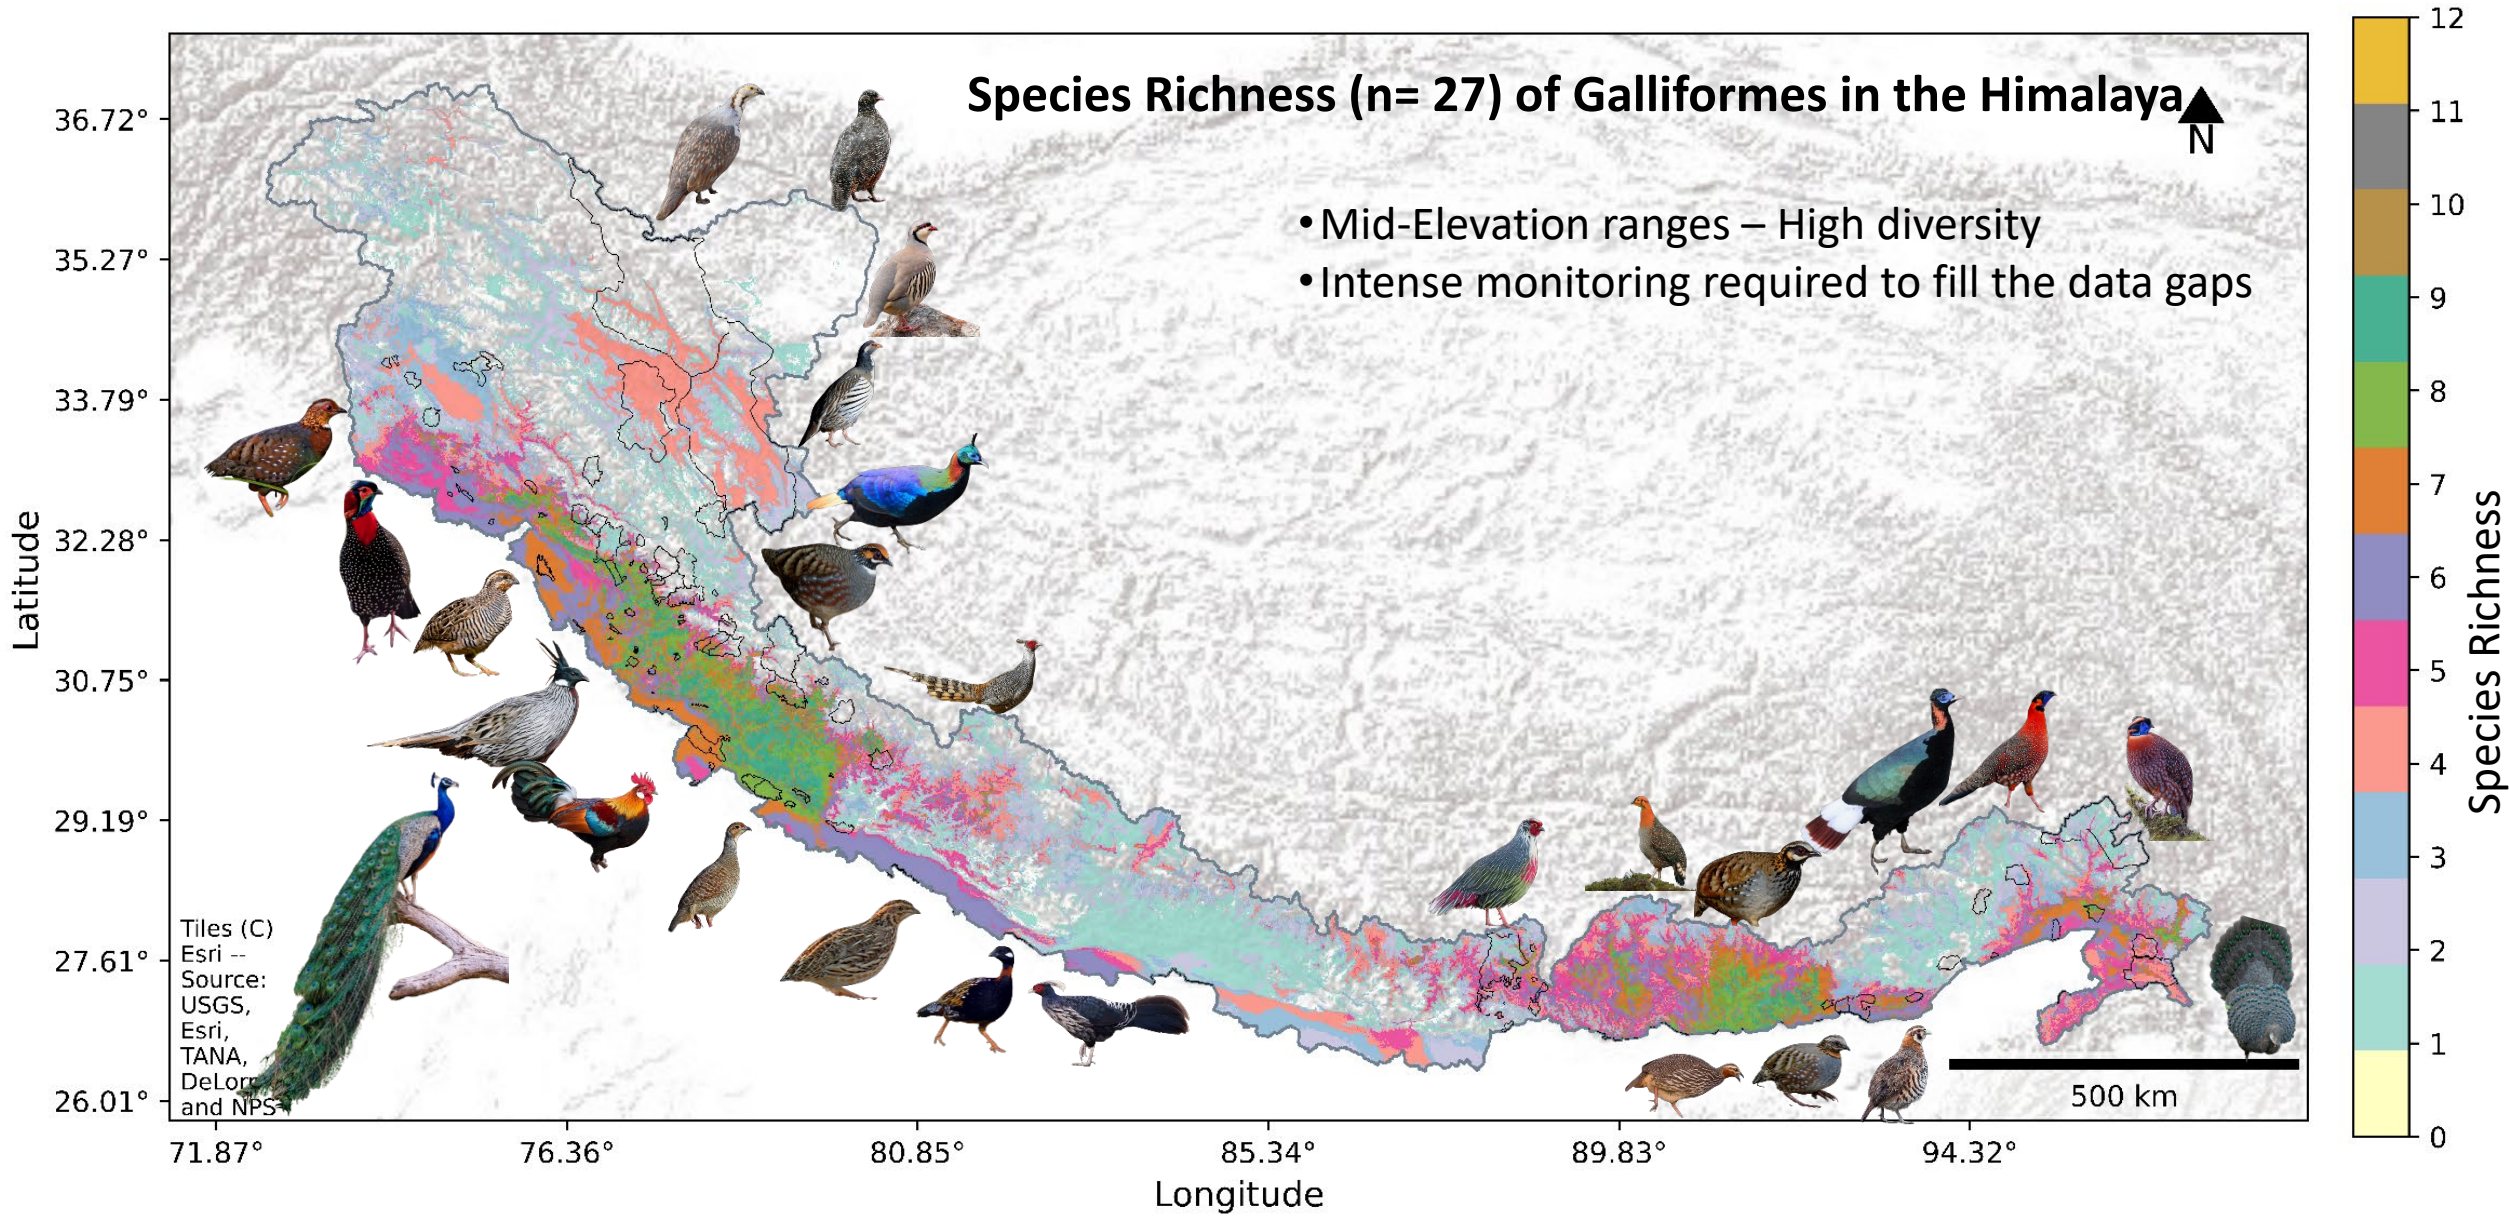 Species Richness (n= 27) of Galliformes in the Himalaya
N
•Mid-Elevation ranges – High diversity
•Intense monitoring required to fill the data gaps
Latitude
36.72°
35.27°
33.79°
32.28°
30.75°
29.19°
27.61°
26.01°
Tiles (C)
Esri --
Source:
USGS,
Esri,
TANA,
and NPS
500 km
71.87°
76.36°
80.85°
85.34°
89.83°
94.32°
Longitude
12
11
10
9
8
7
6
5
4
3
2
1
0
Species Richness